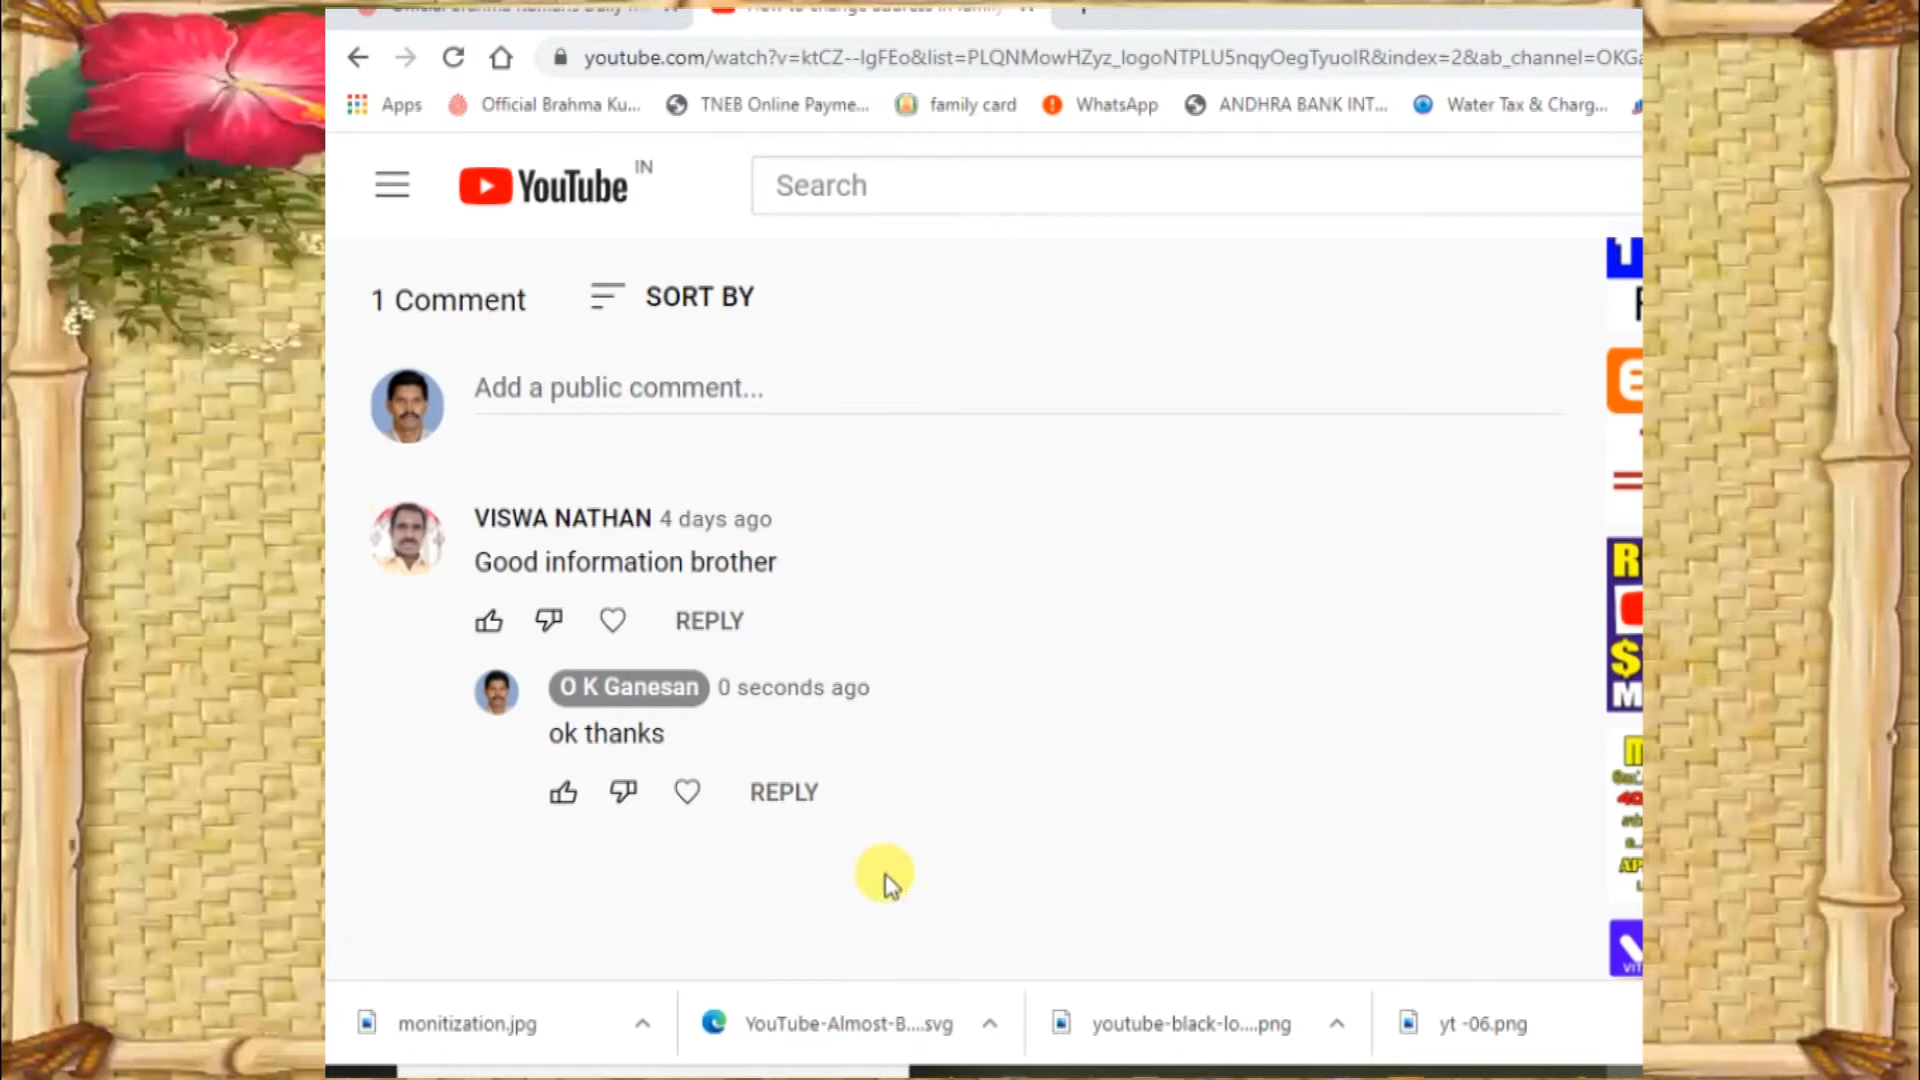 youtube.com/watch?v=ktCZ--IgFEo&list=PLQNMowHZyz_logoNTPLU5nqyOegTyuoIR&index=2&ab_channel=OKGa
Apps Official Brahma Ku... TNEB Online Payme... family card WhatsApp ANDHRA BANK INT... Water Tax & Charg...
YouTube IN Search
1 Comment SORT BY
Add a public comment...
VISWA NATHAN 4 days ago
Good information brother
REPLY
O K Ganesan 0 seconds ago
ok thanks
REPLY
monitization.jpg YouTube-Almost-B....svg youtube-black-lo....png yt -06.png